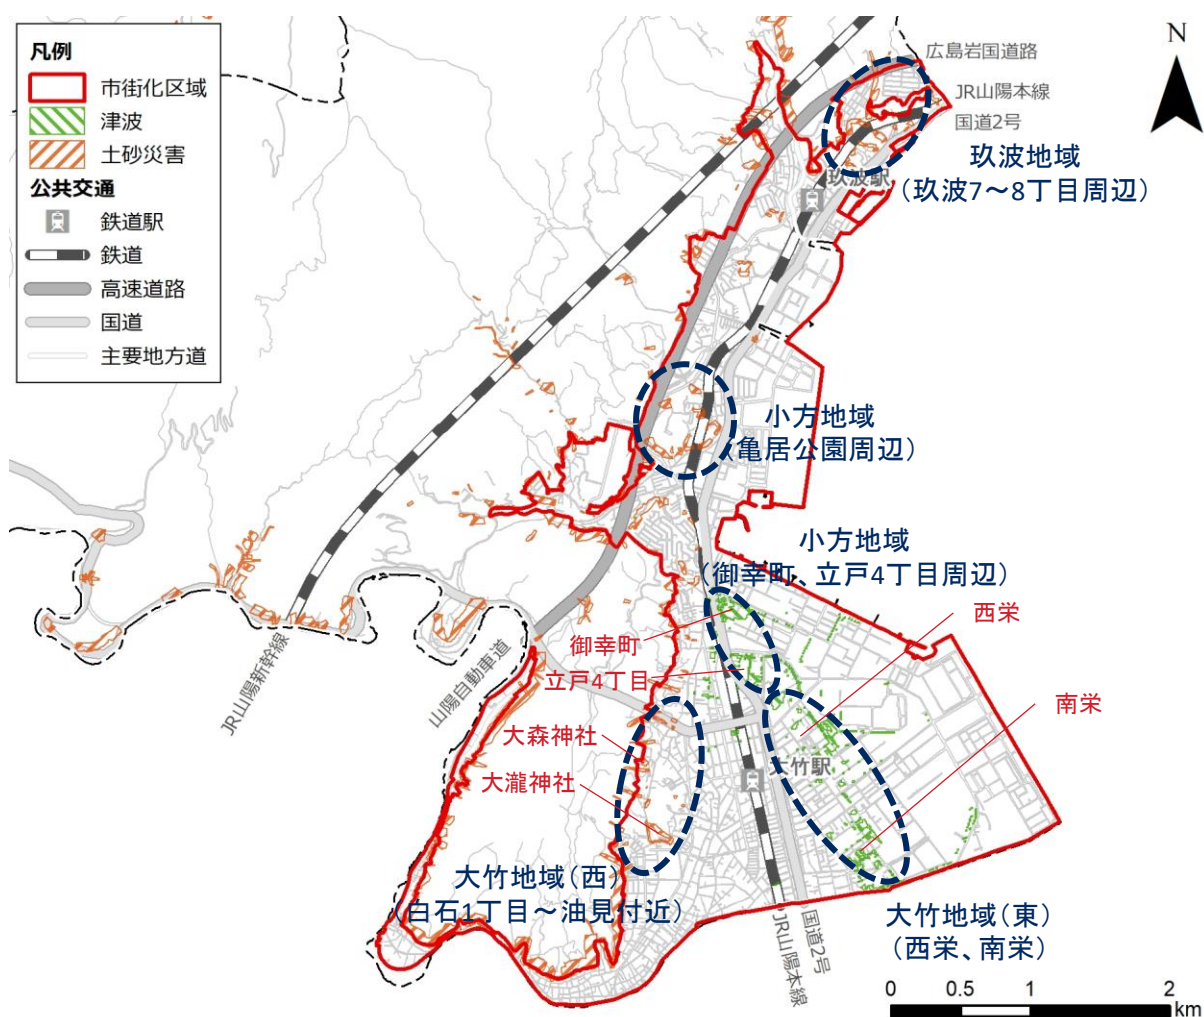 凡例
市街化区域
津波
土砂災害
公共交通
鉄道駅
鉄道
高速道路
国道
主要地方道
N
広島岩国道路
JR山陽本線
国道2号
玖波地域
(玖波7～8丁目周辺)
玖波駅
小方地域
(亀居公園周辺)
小方地域
(御幸町、立戸4丁目周辺)
御幸町
立戸4丁目
西栄
南栄
JR山陽新幹線
山陽自動車道
大森神社
大瀧神社
大竹駅
大竹地域(西)
(白石1丁目～油見付近)
大竹地域(東)
(西栄、南栄)
JR山陽本線
国道2号
0 0.5 1 2
km